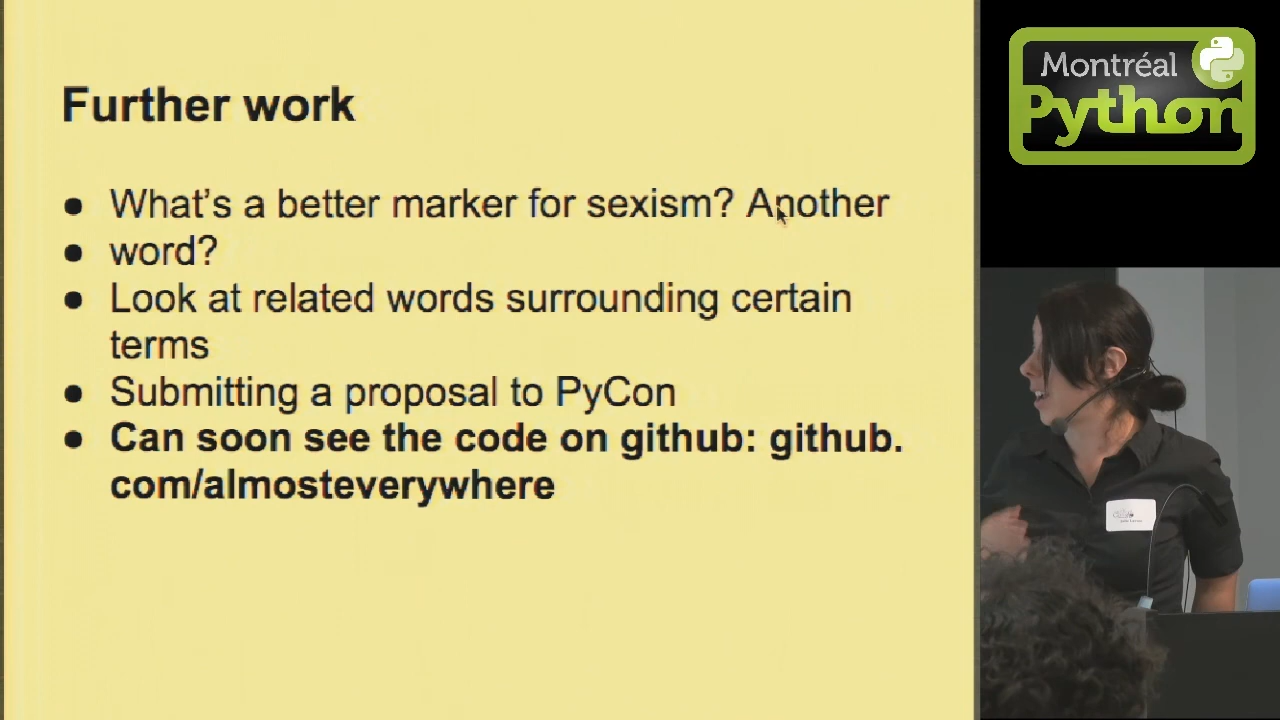 Further work
● What's a better marker for sexism? Another
● word?
● Look at related words surrounding certain
terms
● Submitting a proposal to PyCon
● Can soon see the code on github: github.
com/almosteverywhere
Montréal
Python